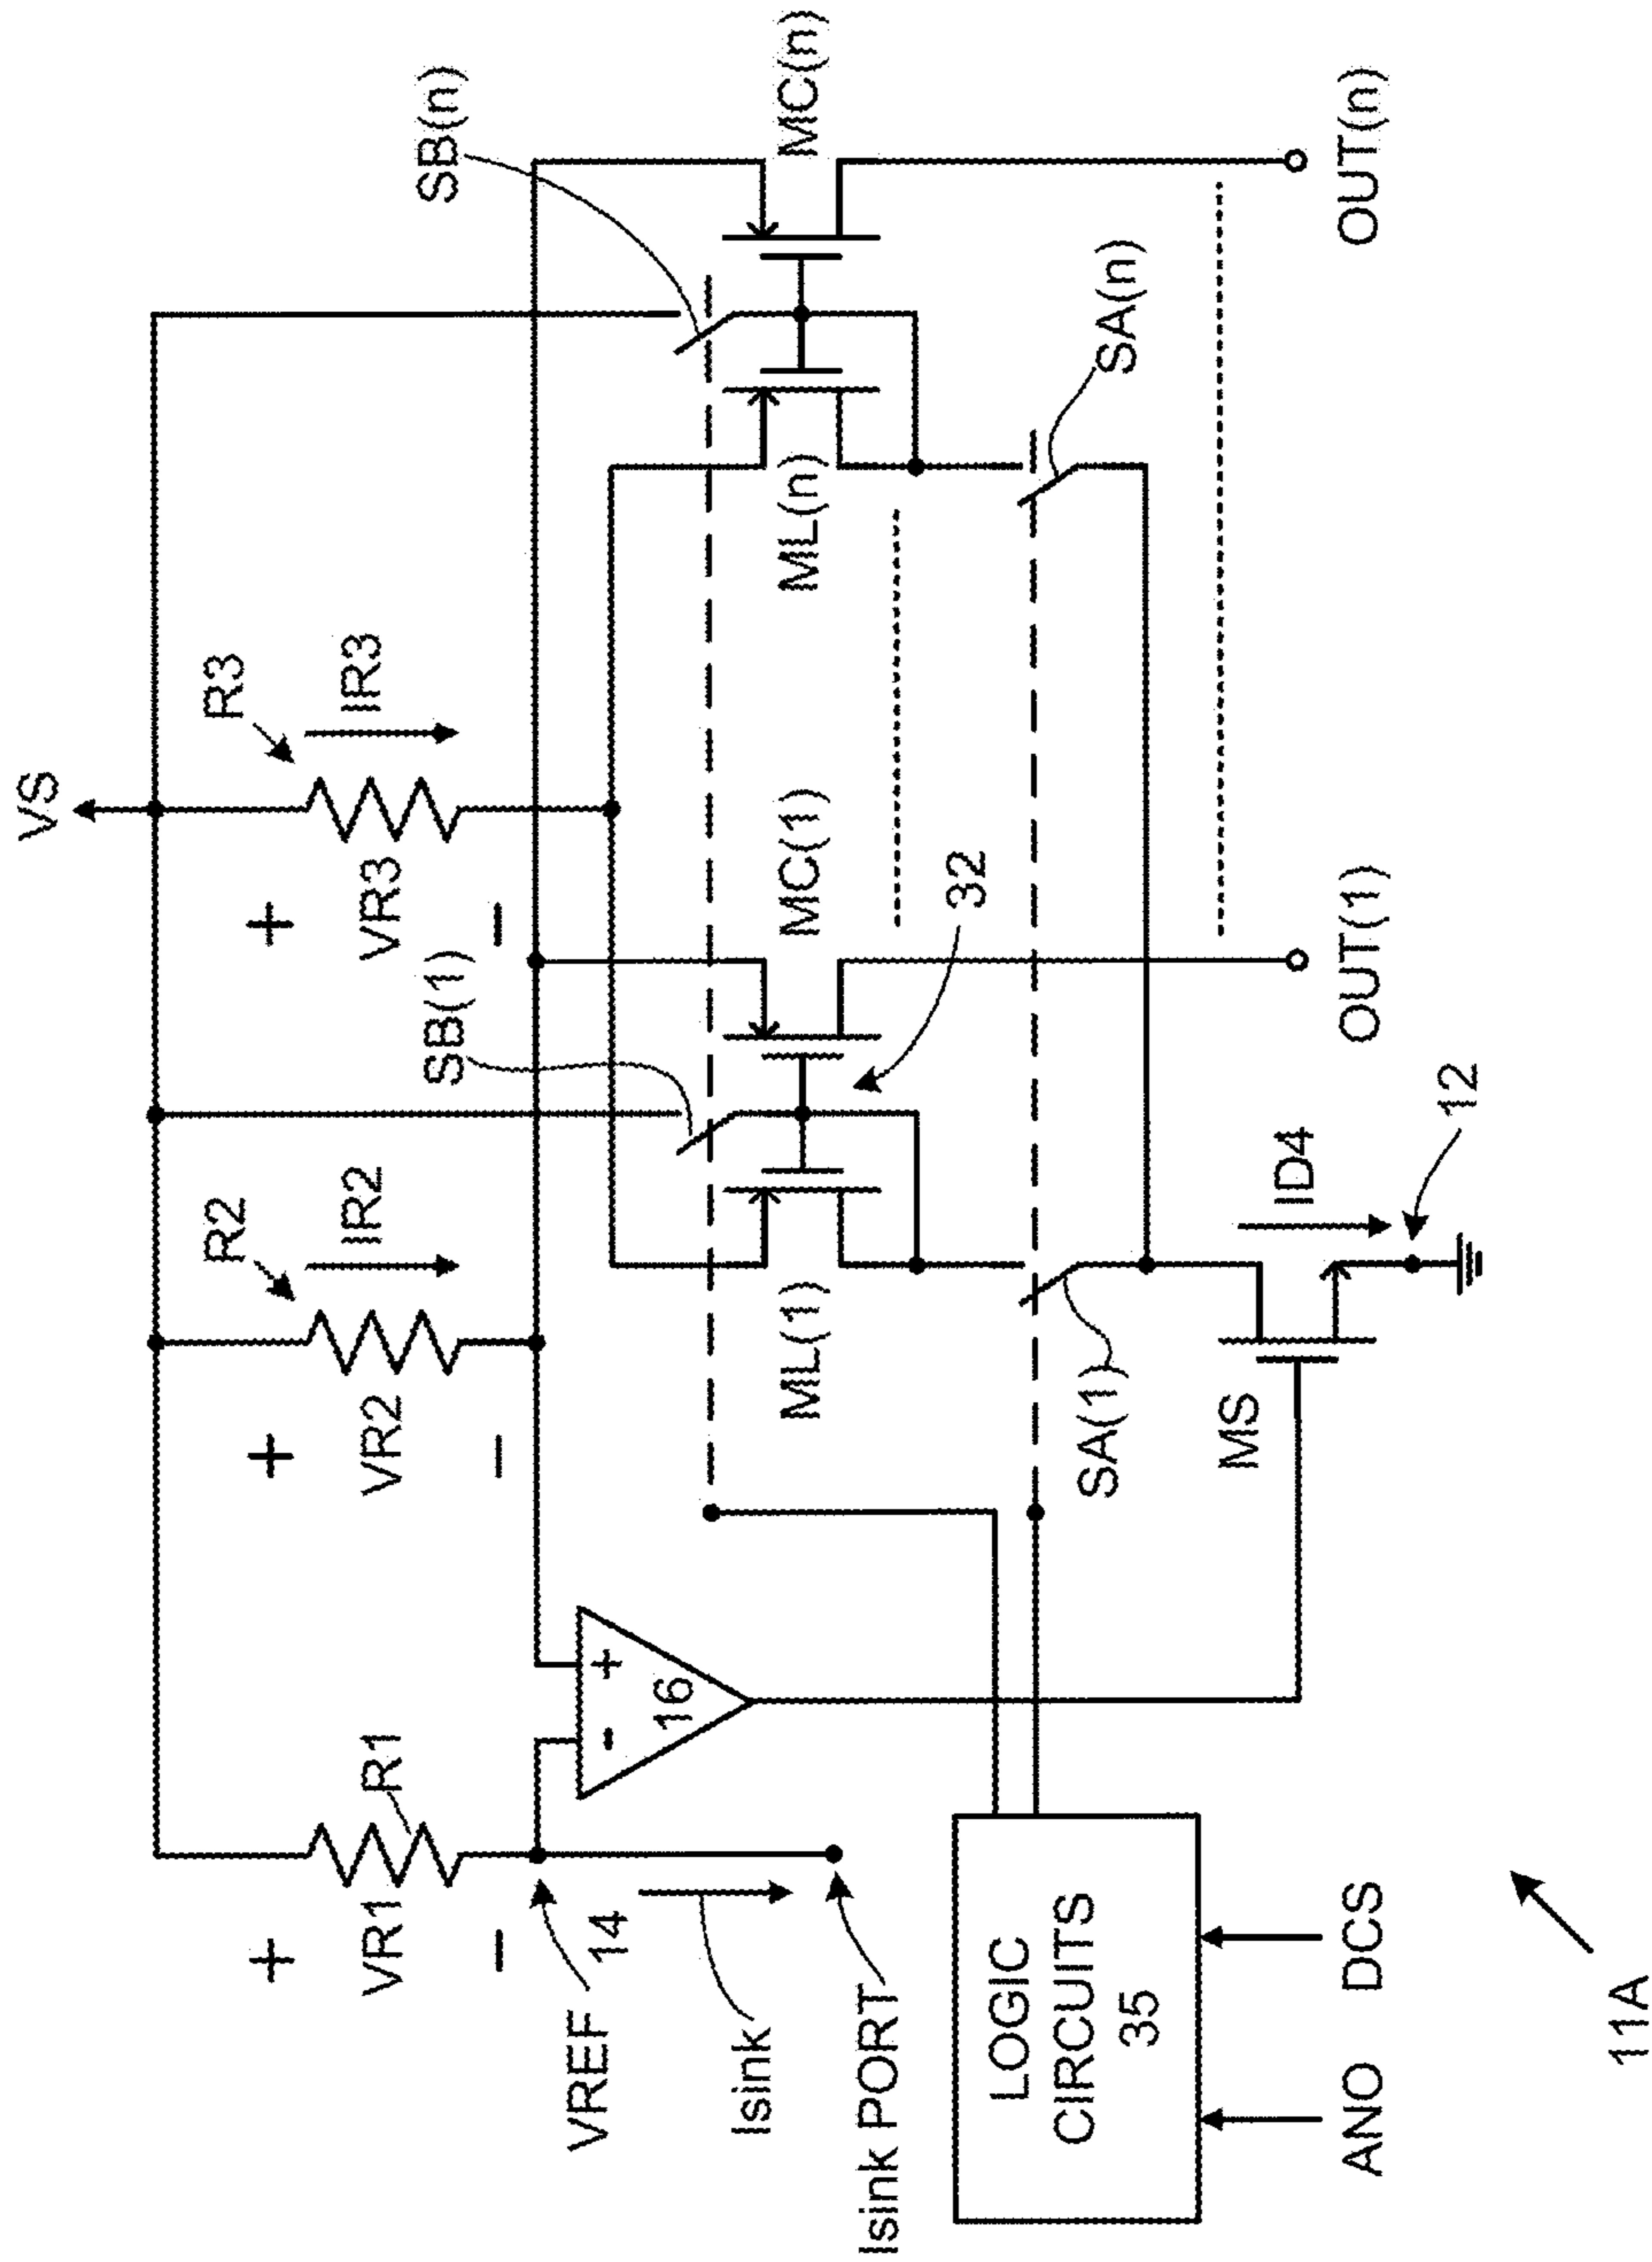 VS
R1
+
VR1
−
R2
+
VR2
−
IR2
R3
+
VR3
−
IR3
SB(1)
SB(n)
VREF
14
Isink
Isink PORT
-
+
16
ML(1)
MC(1)
32
ML(n)
MC(n)
SA(1)
SA(n)
LOGIC
CIRCUITS
35
ANO
DCS
MS
ID4
12
OUT(1)
OUT(n)
11A